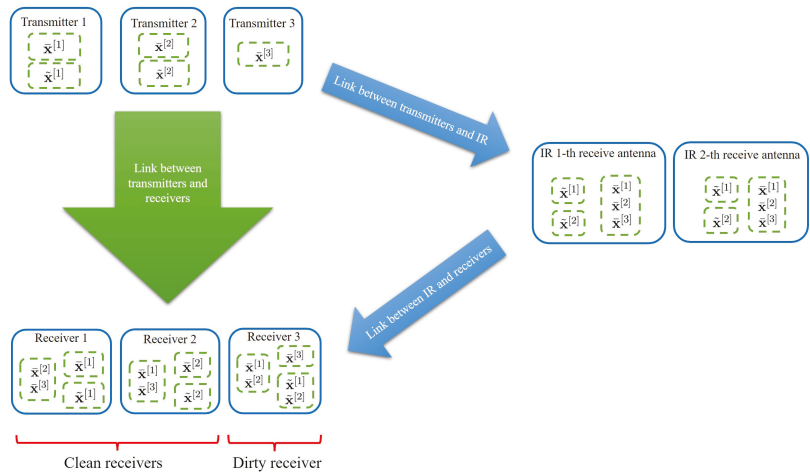 Transmitter 1
x̄^[1]
x̃^[1]
Transmitter 2
x̄^[2]
x̃^[2]
Transmitter 3
x̄^[3]
Link between transmitters and IR
Link between
transmitters and
receivers
IR 1-th receive antenna
x̃^[1]
x̃^[2]
x̄^[1]
x̄^[2]
x̄^[3]
IR 2-th receive antenna
x̃^[1]
x̃^[2]
x̄^[1]
x̄^[2]
x̄^[3]
Link between IR and receivers
Receiver 1
x̄^[2]
x̄^[3]
x̄^[1]
x̃^[1]
Receiver 2
x̄^[1]
x̄^[3]
x̄^[2]
x̃^[2]
Receiver 3
x̄^[1]
x̄^[2]
x̄^[3]
x̃^[1]
x̃^[2]
Clean receivers
Dirty receiver